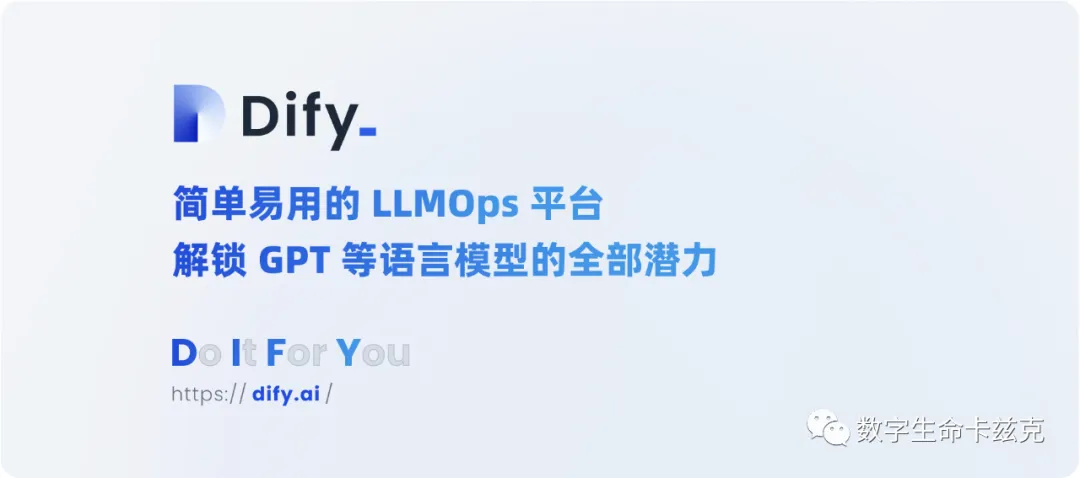 Dify_
简单易用的 LLMOps 平台
解锁 GPT 等语言模型的全部潜力
Do It For You
https:// dify.ai /
数字生命卡兹克